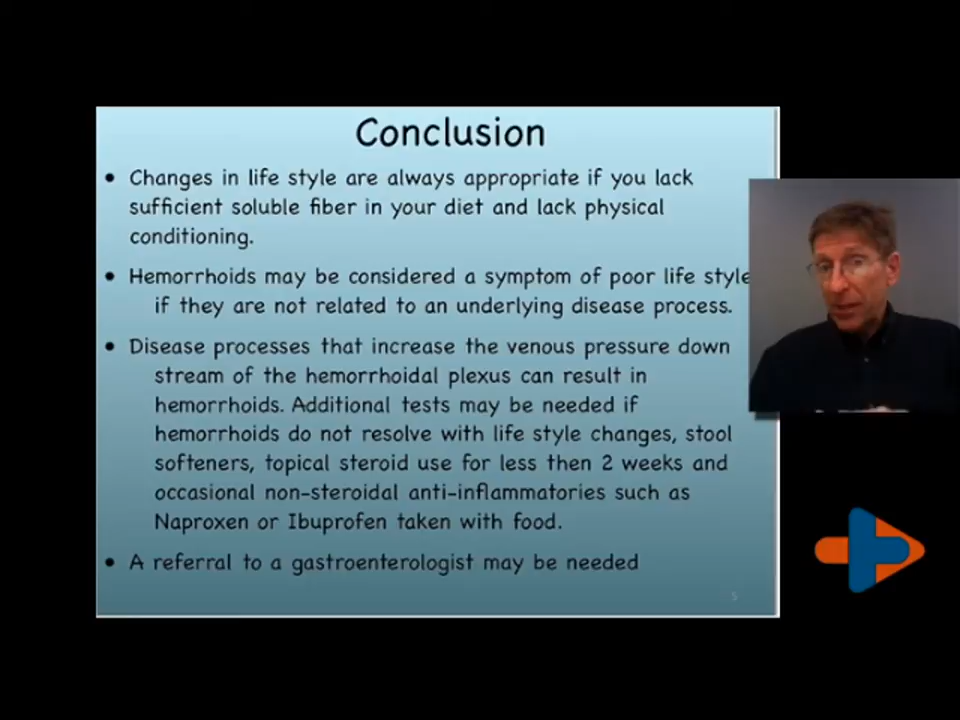 Conclusion
• Changes in life style are always appropriate if you lack
sufficient soluble fiber in your diet and lack physical
conditioning.
• Hemorrhoids may be considered a symptom of poor life style
if they are not related to an underlying disease process.
• Disease processes that increase the venous pressure down
stream of the hemorrhoidal plexus can result in
hemorrhoids. Additional tests may be needed if
hemorrhoids do not resolve with life style changes, stool
softeners, topical steroid use for less then 2 weeks and
occasional non-steroidal anti-inflammatories such as
Naproxen or Ibuprofen taken with food.
• A referral to a gastroenterologist may be needed
5